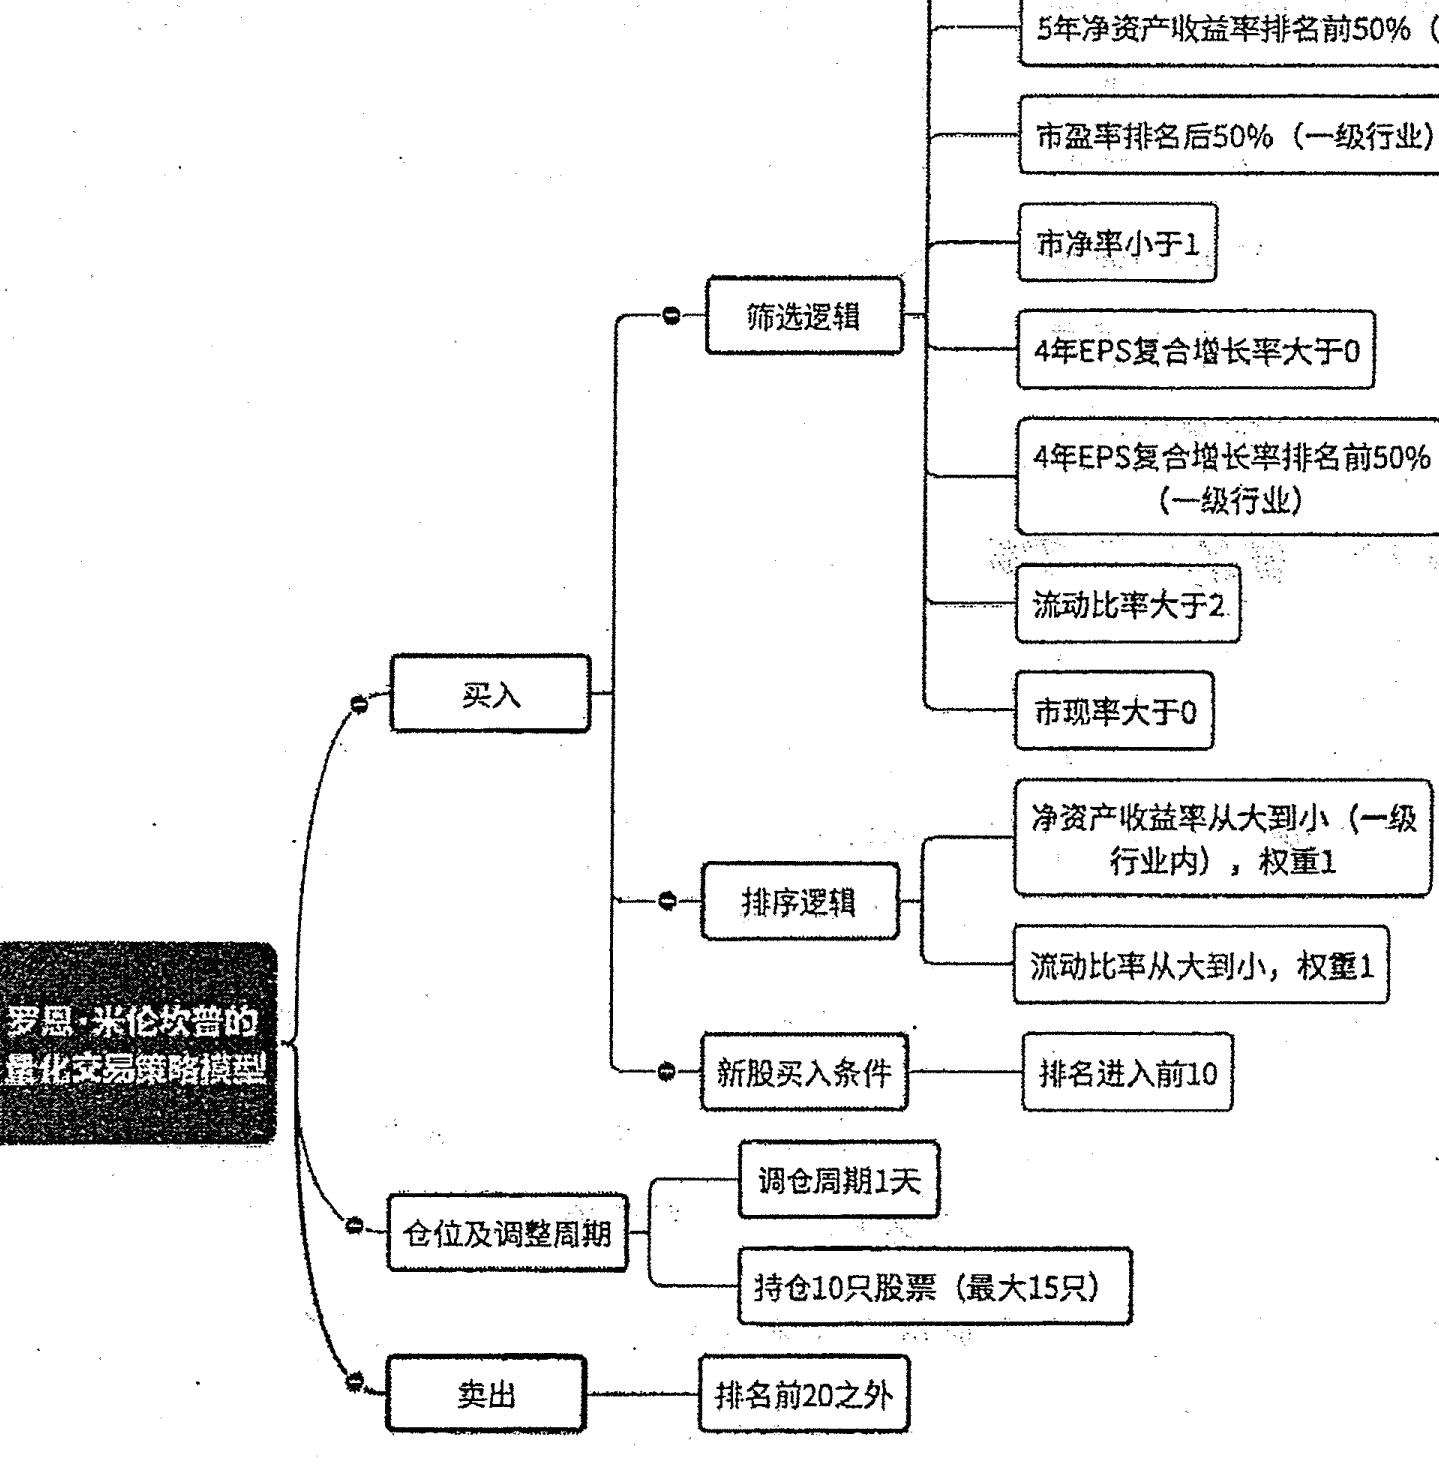 5年净资产收益率排名前50%（
市盈率排名后50%（一级行业）
市净率小于1
筛选逻辑
4年EPS复合增长率大于0
4年EPS复合增长率排名前50%
（一级行业）
流动比率大于2
买入
市现率大于0
净资产收益率从大到小（一级
行业内），权重1
排序逻辑
流动比率从大到小，权重1
罗恩·米伦坎普的
量化交易策略模型
新股买入条件
排名进入前10
调仓周期1天
仓位及调整周期
持仓10只股票（最大15只）
卖出
排名前20之外